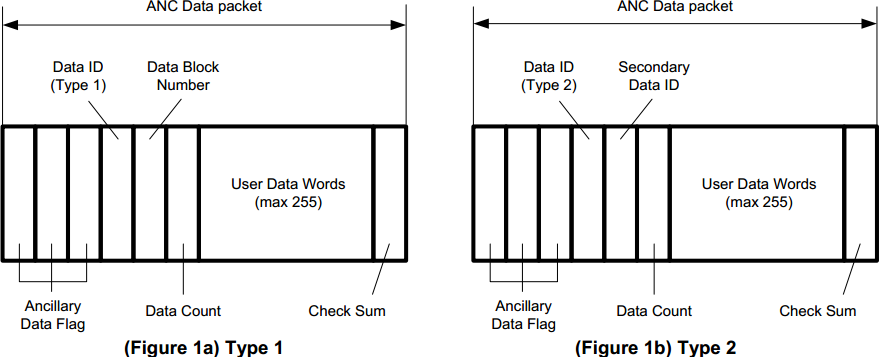 ANC Data packet
Data ID
(Type 1)
Data Block
Number
User Data Words
(max 255)
Ancillary
Data Flag
Data Count
Check Sum
(Figure 1a) Type 1
ANC Data packet
Data ID
(Type 2)
Secondary
Data ID
User Data Words
(max 255)
Ancillary
Data Flag
Data Count
Check Sum
(Figure 1b) Type 2